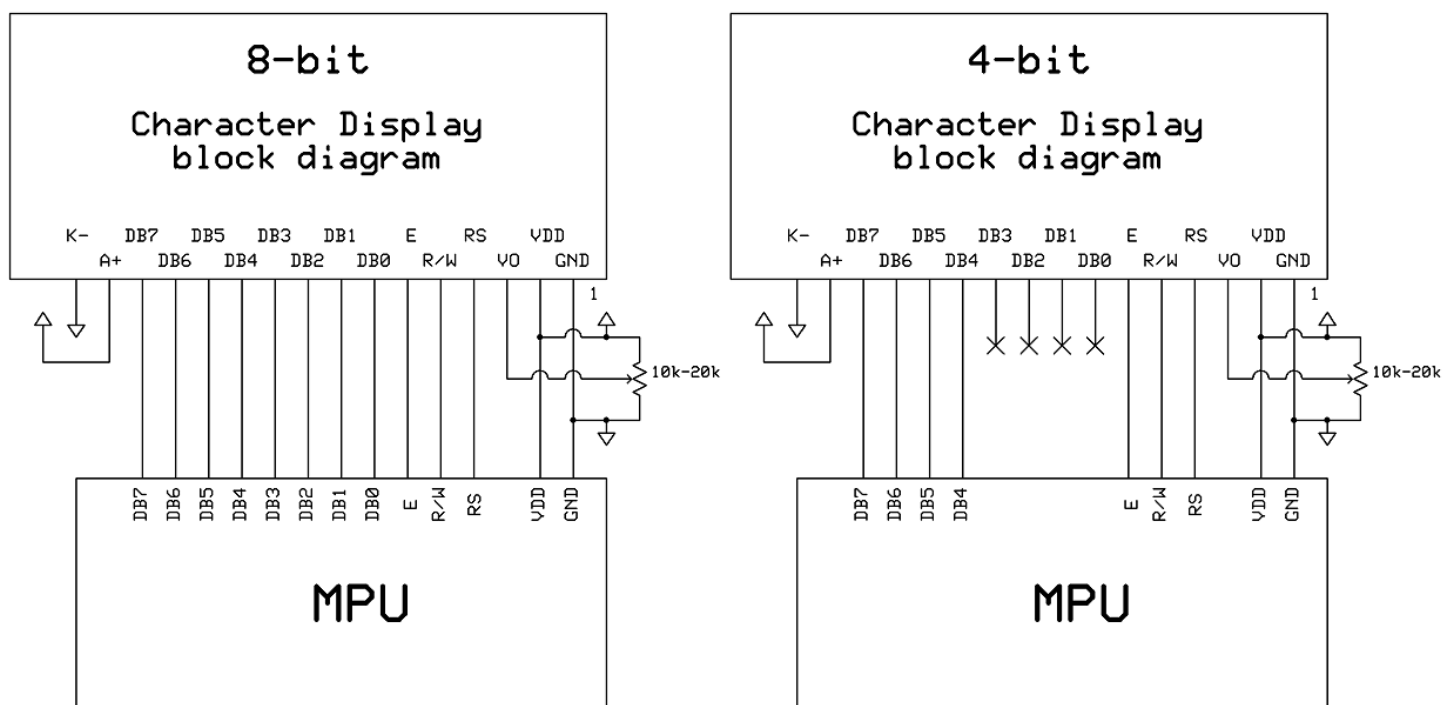 8-bit
Character Display
block diagram
K- DB7 DB5 DB3 DB1 E RS VDD
A+ DB6 DB4 DB2 DB0 R/W VO GND
1
10k-20k
DB7 DB6 DB5 DB4 DB3 DB2 DB1 DB0 E R/W RS VDD GND
MPU
4-bit
Character Display
block diagram
K- DB7 DB5 DB3 DB1 E RS VDD
A+ DB6 DB4 DB2 DB0 R/W VO GND
1
10k-20k
DB7 DB6 DB5 DB4 E R/W RS VDD GND
MPU